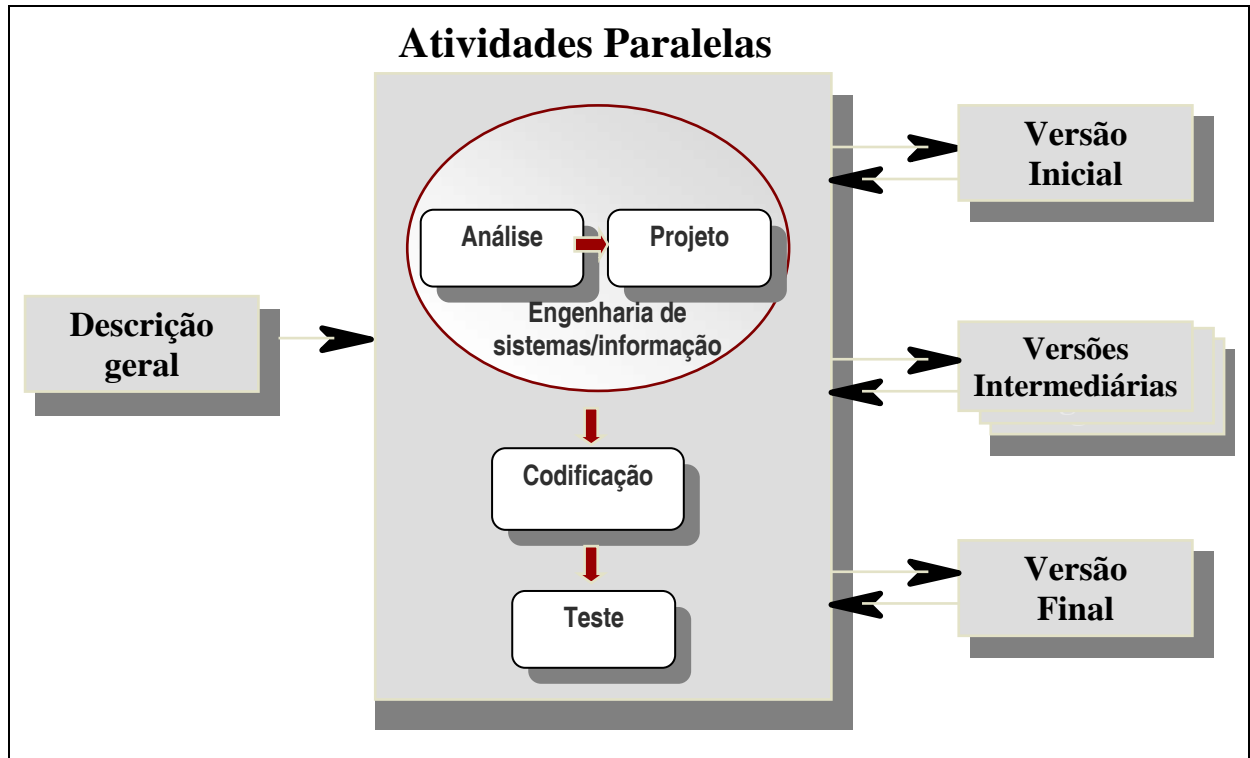 Atividades Paralelas
Descrição
geral
Análise
Projeto
Engenharia de
sistemas/informação
Codificação
Teste
Versão
Inicial
Versões
Intermediárias
Versão
Final